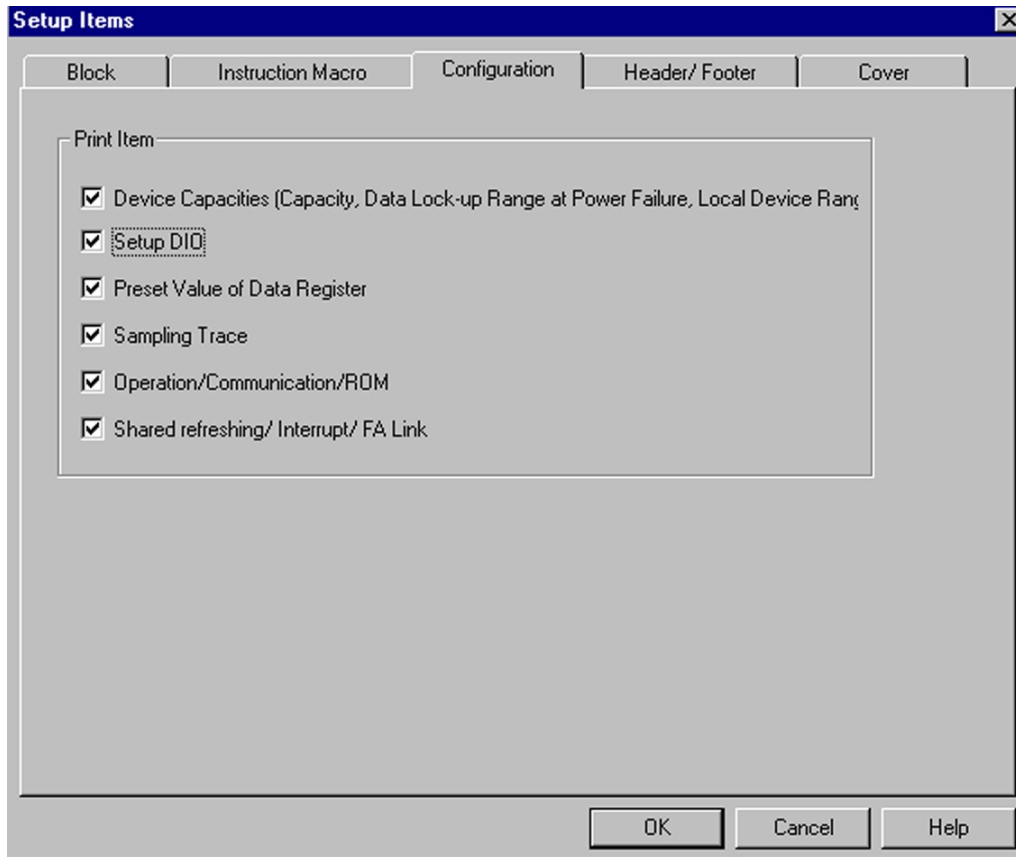 Setup Items
Block
Instruction Macro
Configuration
Header/ Footer
Cover
Print Item
Device Capacities (Capacity, Data Lock-up Range at Power Failure, Local Device
Setup DIO
Preset Value of Data Register
Sampling Trace
Operation/Communication/ROM
Shared refreshing/ Interrupt/ FA Link
OK
Cancel
Help